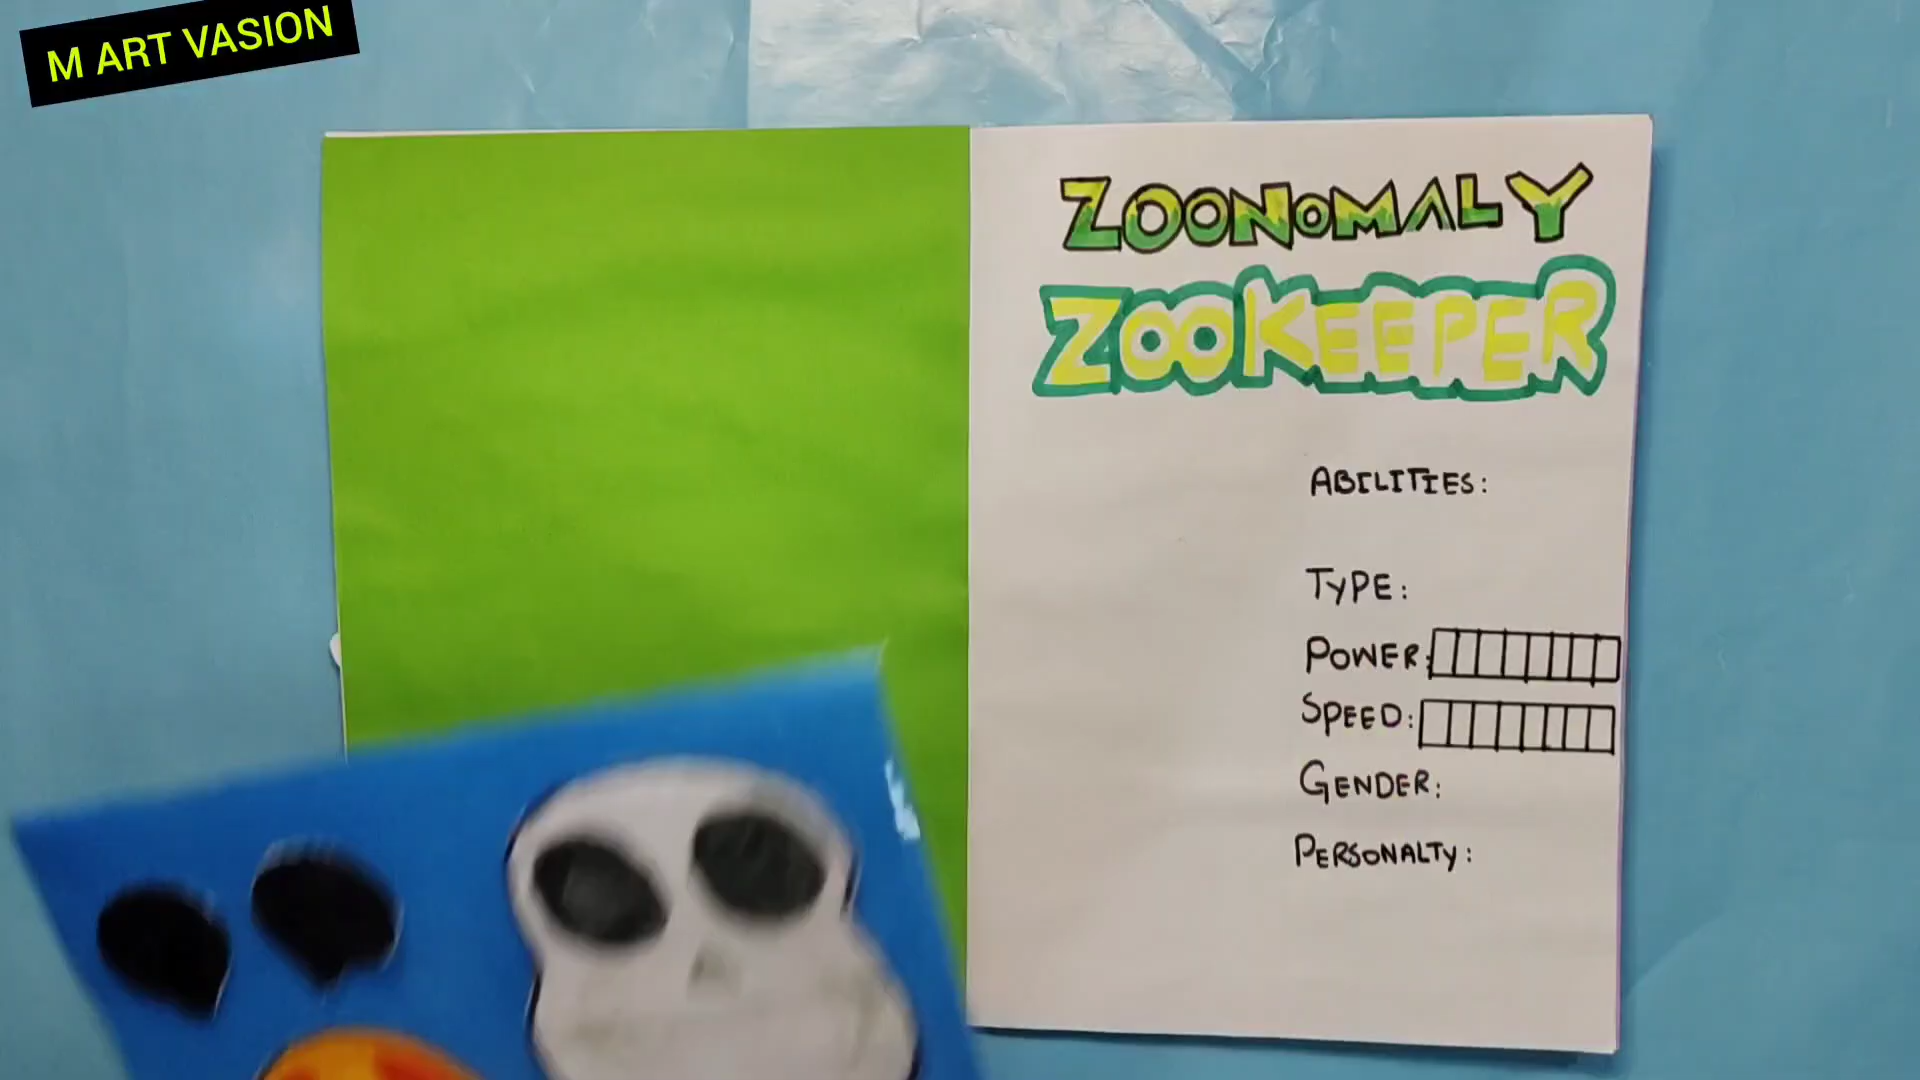 M ART VASION
ZOONOMALY
ZOOKEEPER
ABILITIES:
TYPE:
POWER:
SPEED:
GENDER:
PERSONALTY: